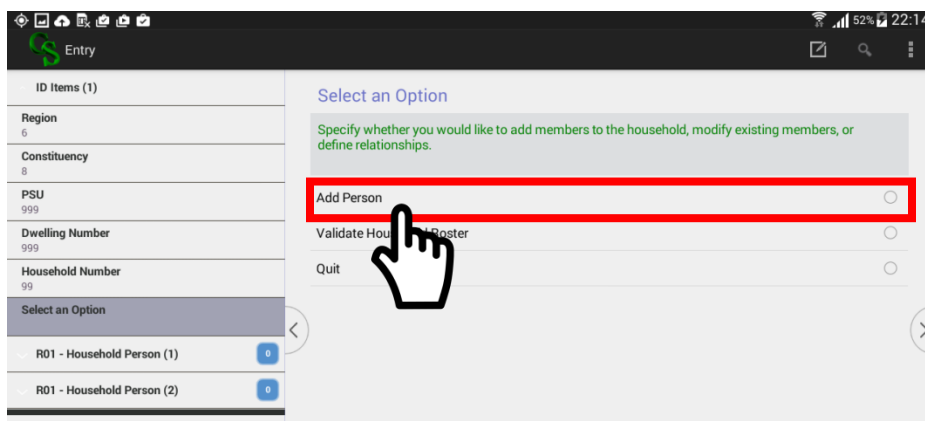 52% 22:14
CS Entry
ID Items (1)
Region
6
Constituency
8
PSU
999
Dwelling Number
999
Household Number
99
Select an Option
R01 - Household Person (1) 0
R01 - Household Person (2) 0
Select an Option
Specify whether you would like to add members to the household, modify existing members, or
define relationships.
Add Person
Validate Roster
Quit